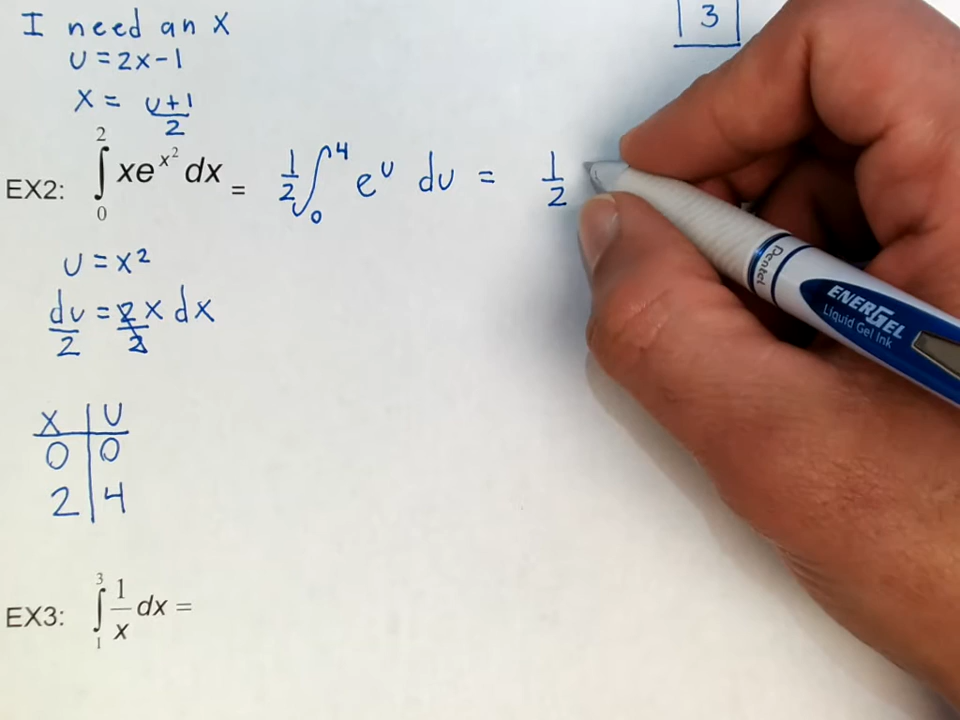 I need an x
u = 2x - 1
x = (u+1)/2
3
EX2: ∫₀² xe^{x²} dx = 1/2 ∫₀⁴ e^u du = 1/2
u = x²
du/2 = 2x dx/2
x | u
0 | 0
2 | 4
EX3: ∫₁³ 1/x dx =
Pentel
ENERGEL
Liquid Gel Ink